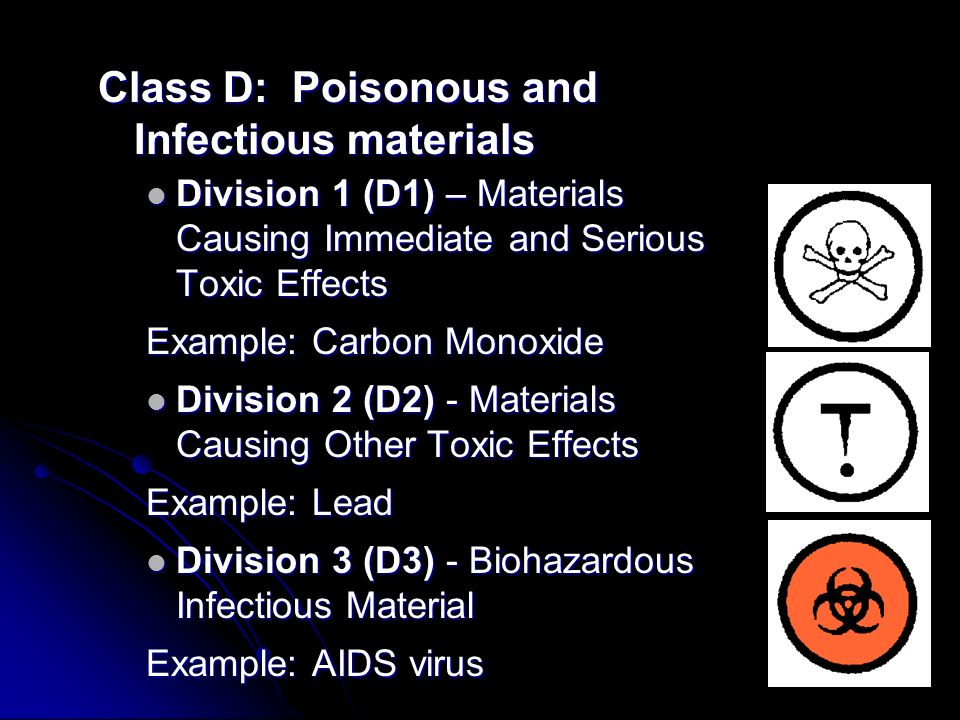 Class D:  Poisonous and
Infectious materials
● Division 1 (D1) – Materials
Causing Immediate and Serious
Toxic Effects
Example: Carbon Monoxide
● Division 2 (D2) - Materials
Causing Other Toxic Effects
Example: Lead
● Division 3 (D3) - Biohazardous
Infectious Material
Example: AIDS virus